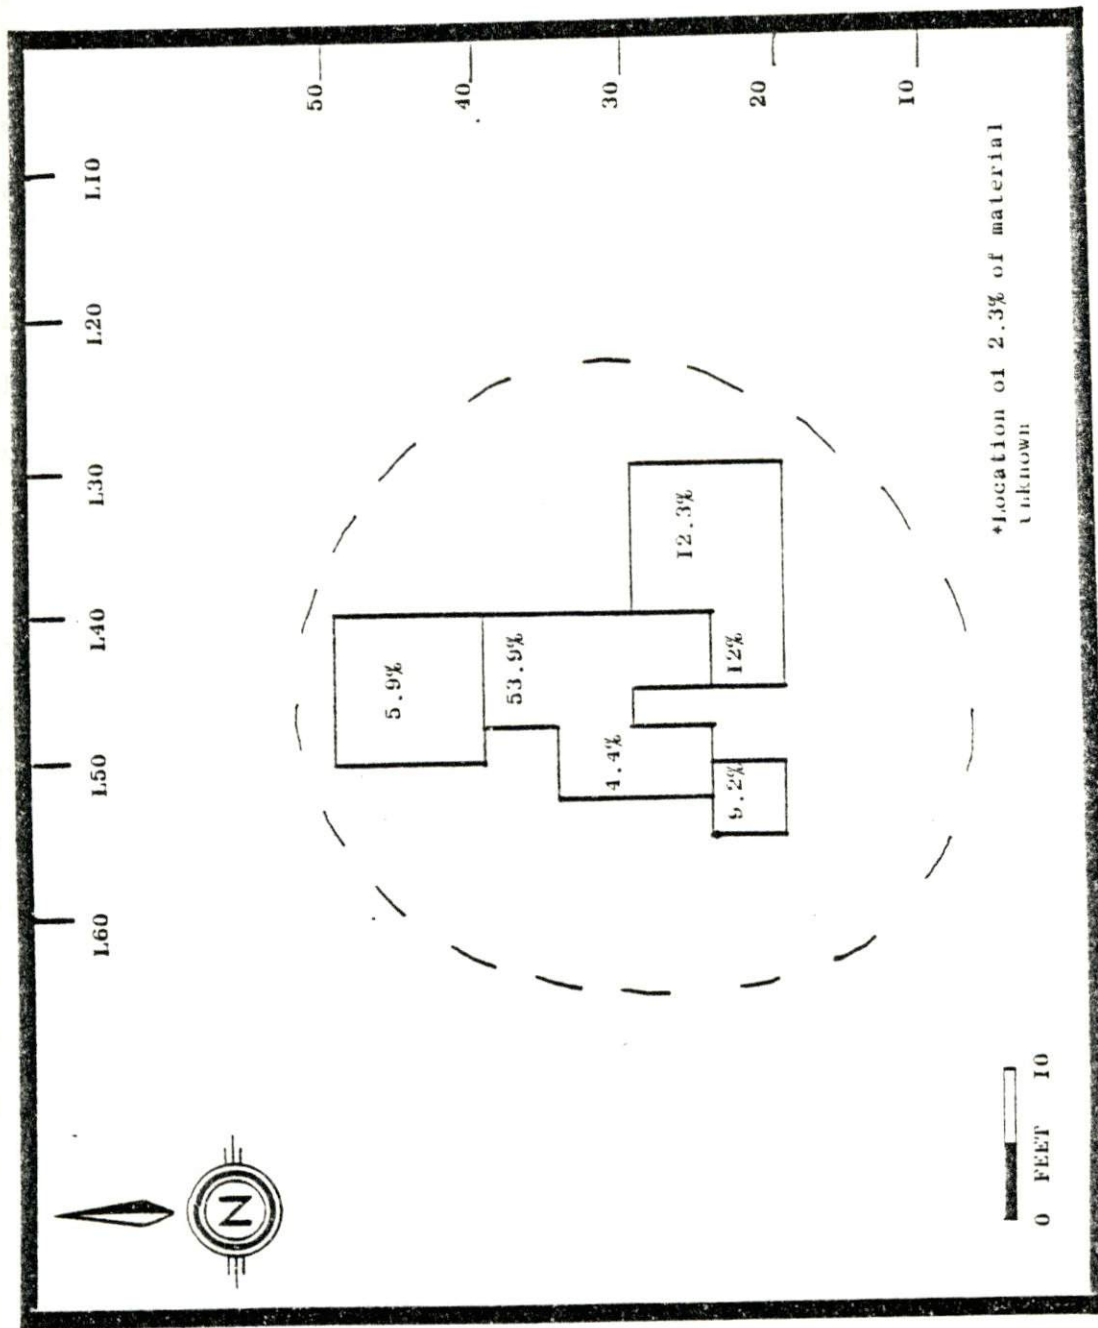 L60
L50
L40
L30
L20
L10
50
40
30
20
10
5.9%
53.9%
4.4%
9.2%
12%
12.3%
N
0 FEET 10
*Location of 2.3% of material
unknown